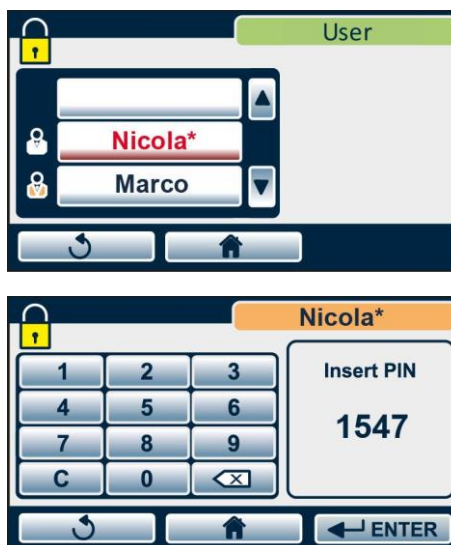 User
Nicola*
Marco
Nicola*
1 2 3
4 5 6
7 8 9
C 0
Insert PIN
1547
ENTER